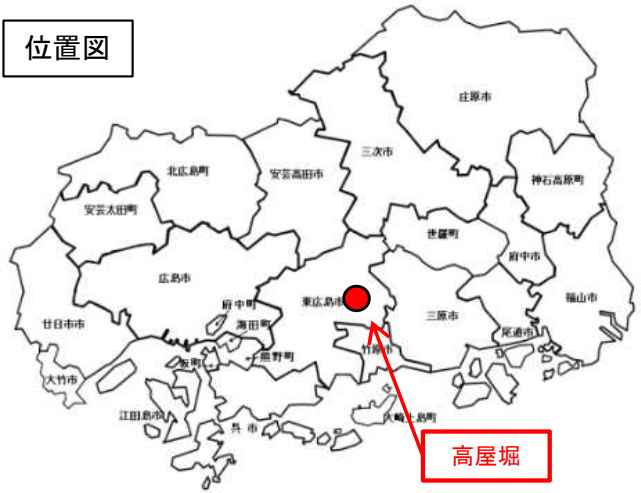 位置図
庄原市
三次市
北広島町
安芸高田市
神石高原町
安芸太田町
世羅町
府中市
広島市
東広島市
福山市
府中町
三原市
海田町
尾道市
廿日市市
竹原市
熊野町
坂町
大竹市
江田島市
大崎上島町
呉市
高屋堀